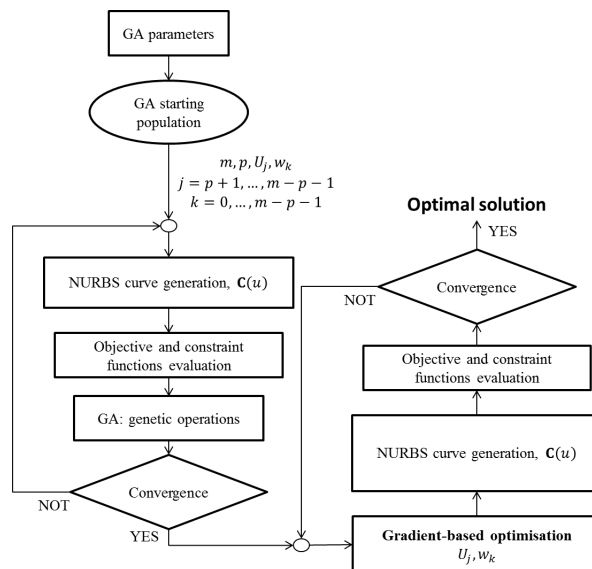 GA parameters
GA starting
population
m, p, U_j, w_k
j = p + 1, ..., m − p − 1
k = 0, ..., m − p − 1
NURBS curve generation, C(u)
Objective and constraint
functions evaluation
GA: genetic operations
Convergence
NOT
YES
Optimal solution
YES
Convergence
NOT
Objective and constraint
functions evaluation
NURBS curve generation, C(u)
Gradient-based optimisation
U_j, w_k